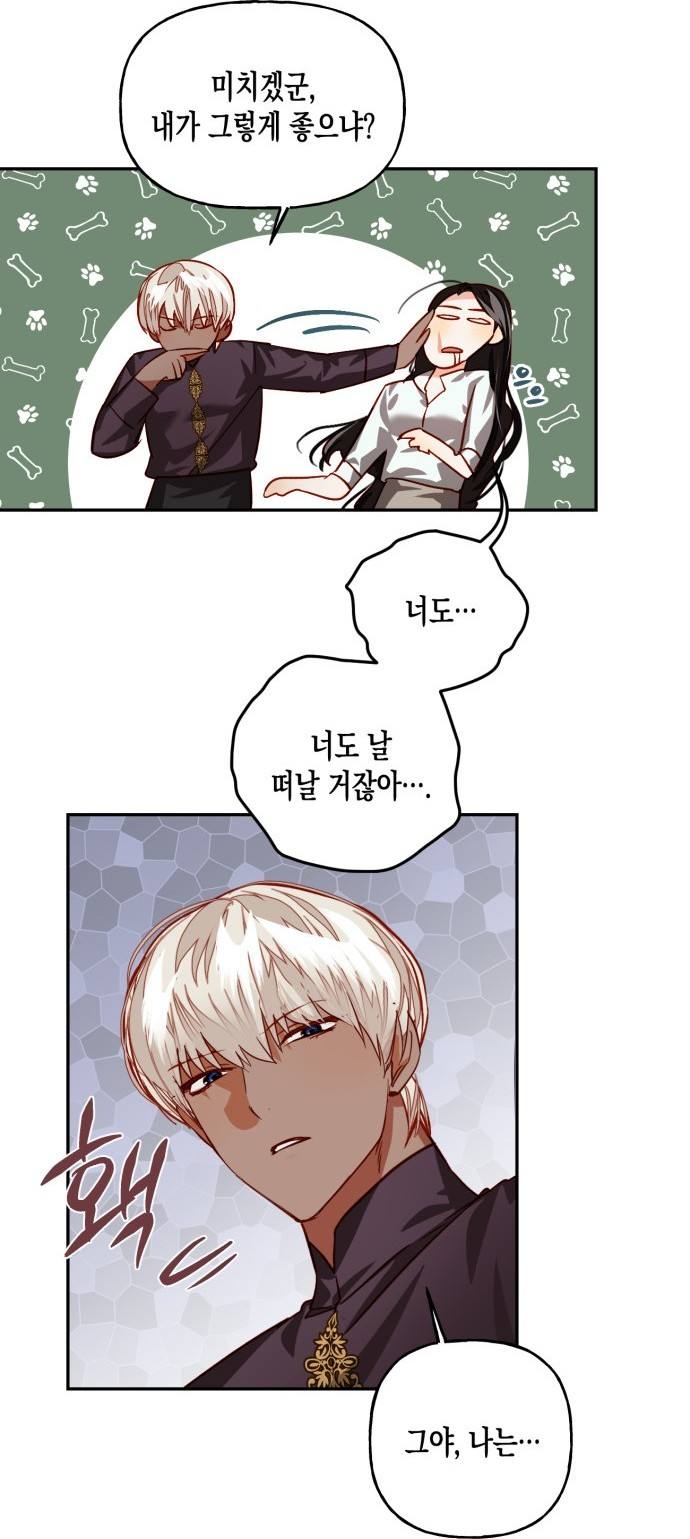 미치겠군,
내가 그렇게 좋으냐?
으으
너도…
너도 날
떠날 거잖아….
홱
그야, 나는…